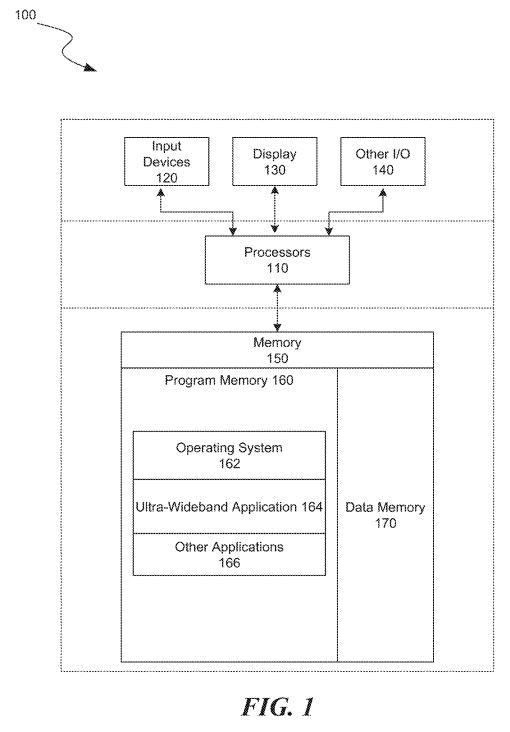 100
Input
Devices
120
Display
130
Other I/O
140
Processors
110
Memory
150
Program Memory 160
Operating System
162
Ultra-Wideband Application 164
Other Applications
166
Data Memory
170
FIG. 1